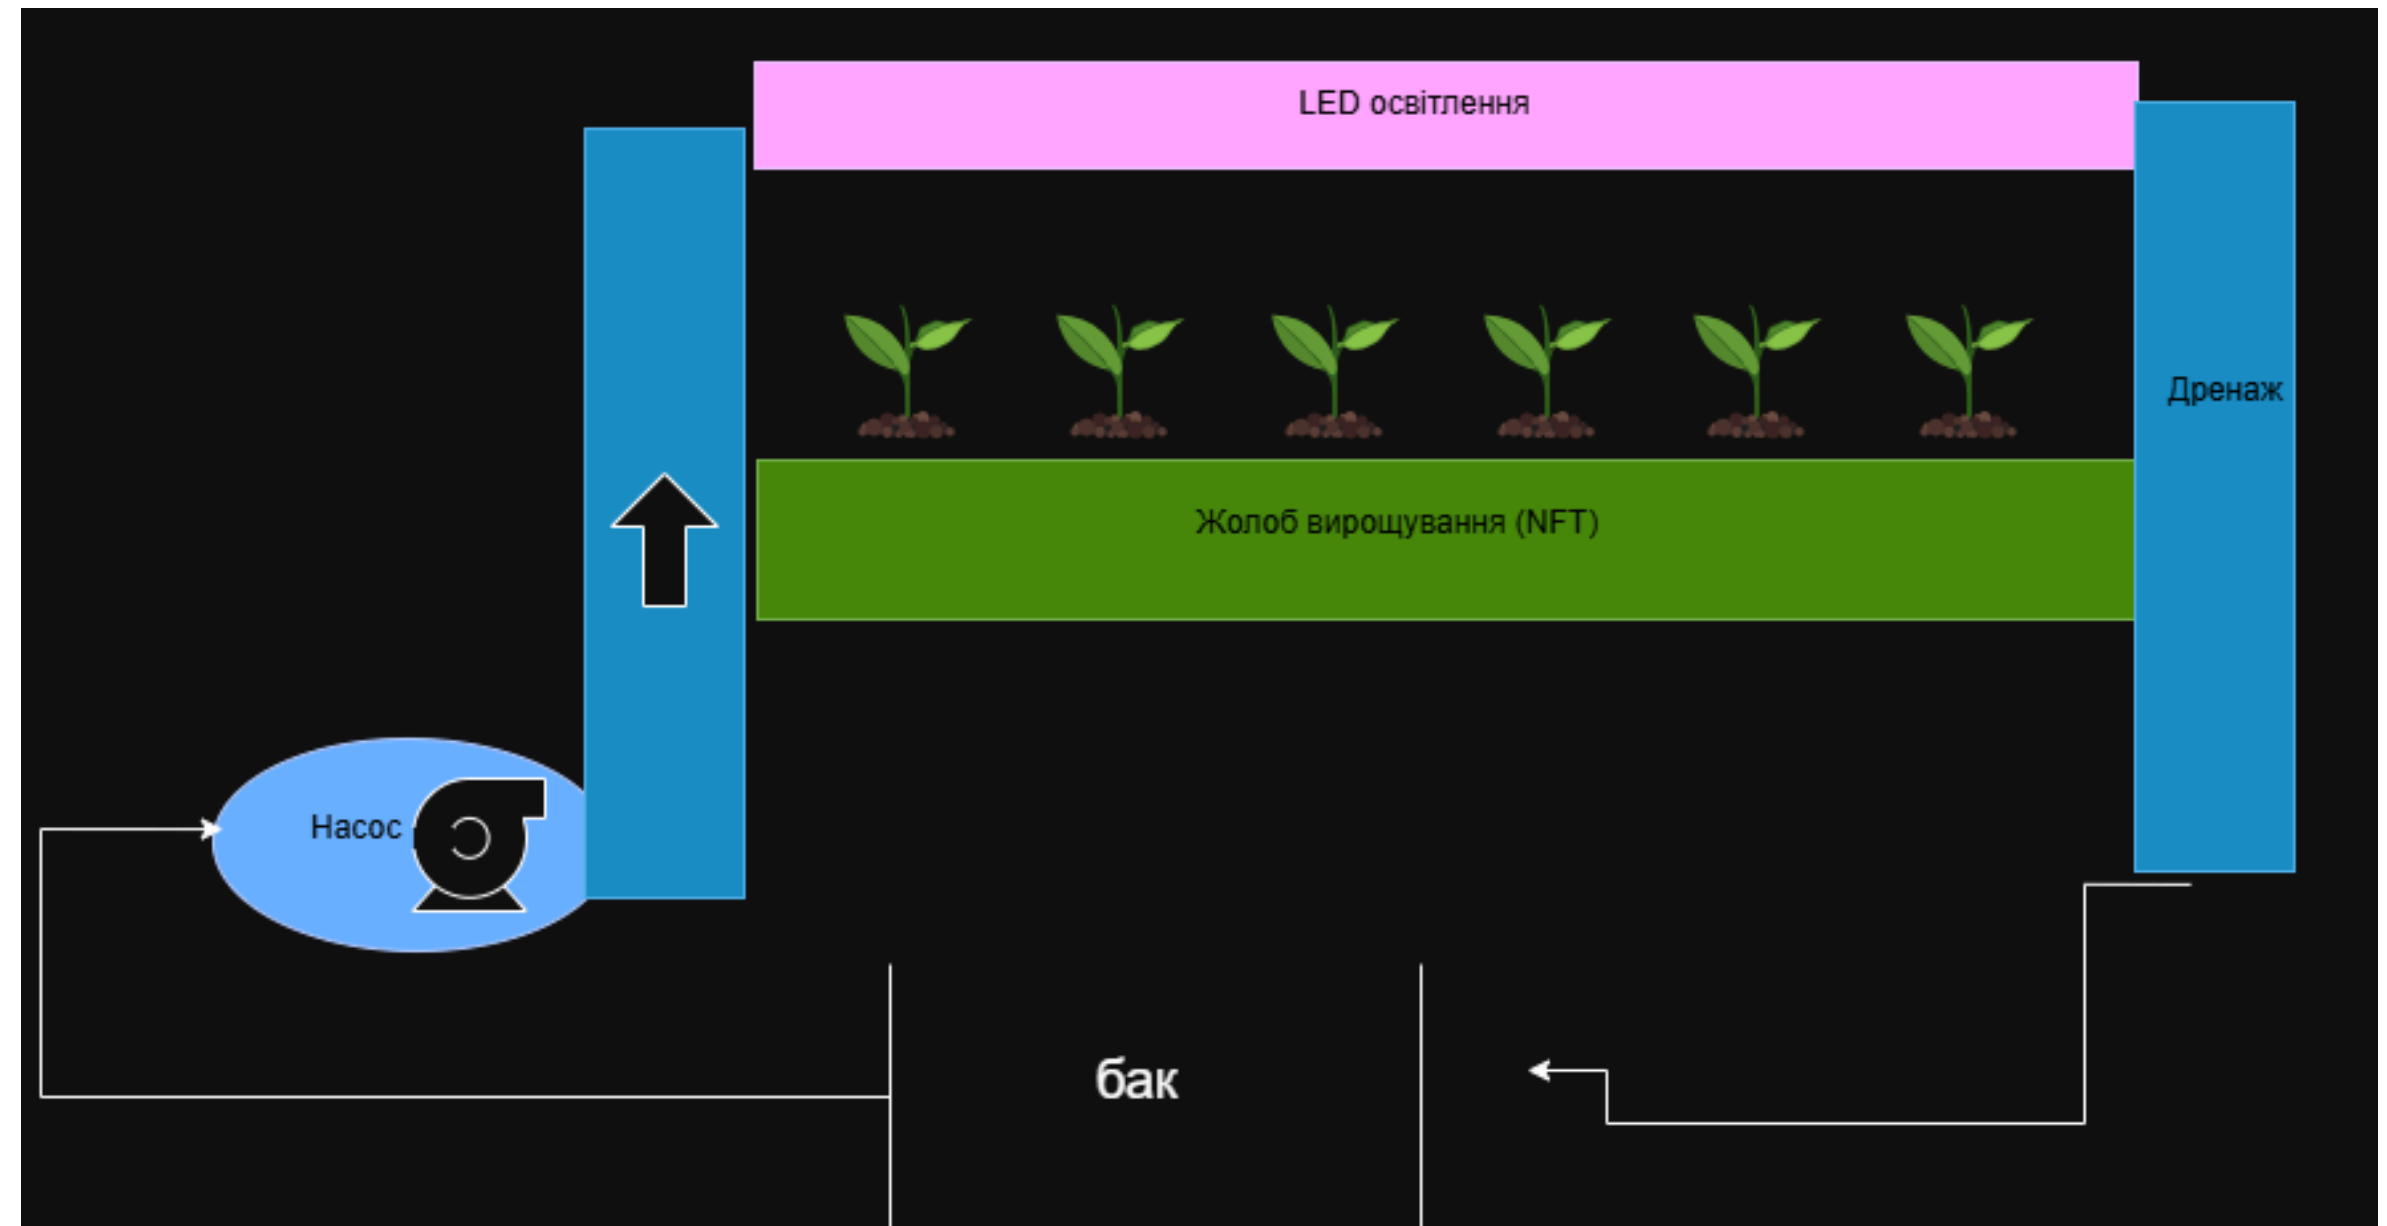 LED освітлення
Дренаж
Жолоб вирощування (NFT)
Насос
бак